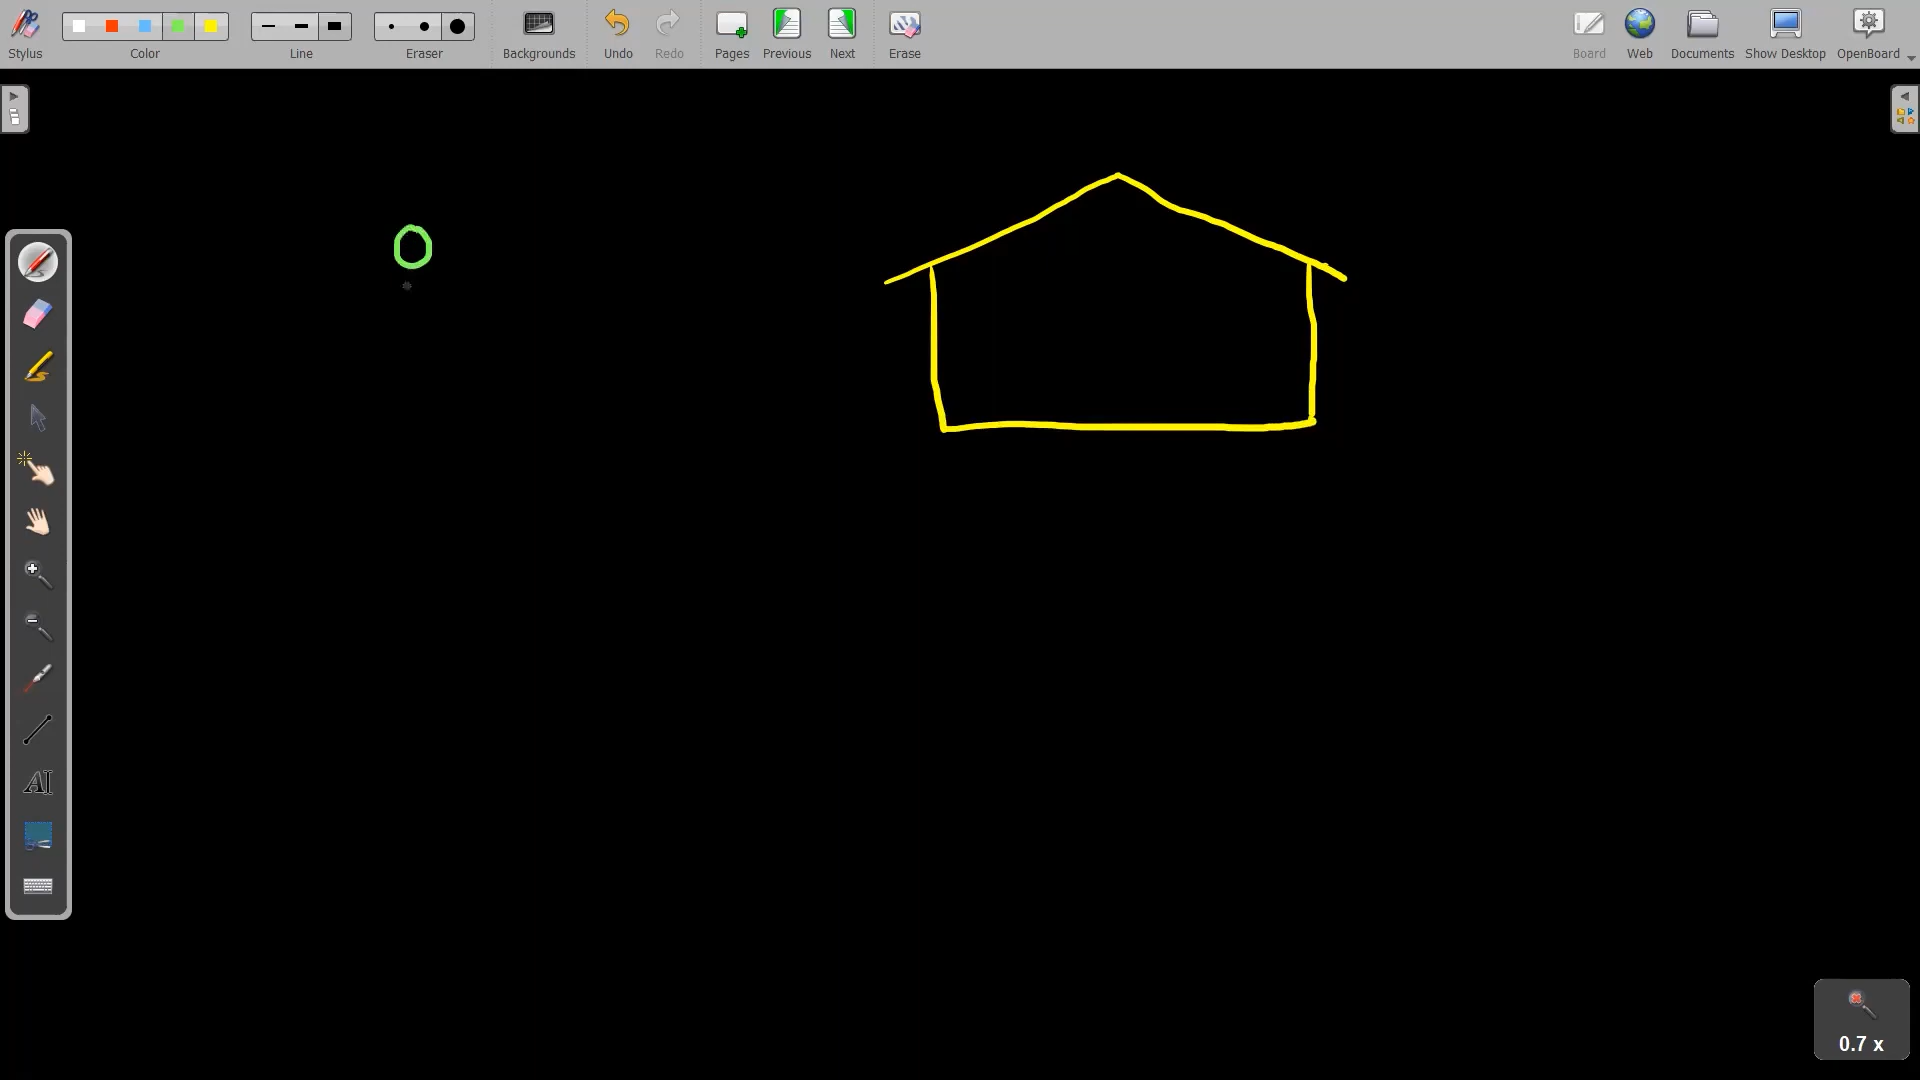 Stylus Color Line Eraser Backgrounds Undo Redo Pages Previous Next Erase Board Web Documents Show Desktop OpenBoard
AI
0.7 x